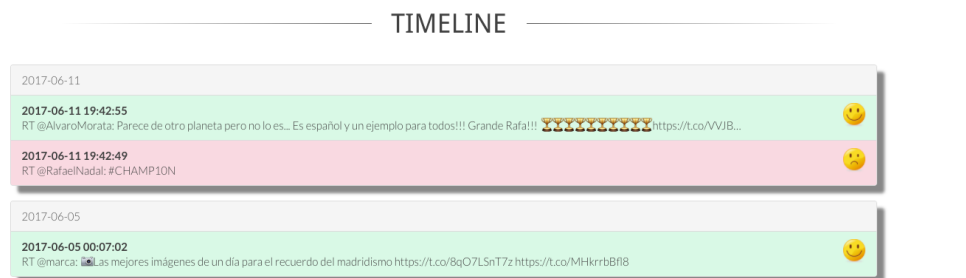 TIMELINE
2017-06-11
2017-06-11 19:42:55
RT @AlvaroMorata: Parece de otro planeta pero no lo es... Es español y un ejemplo para todos!!! Grande Rafa!!! 🏆🏆🏆🏆🏆🏆🏆🏆🏆🏆https://t.co/VVJB...
2017-06-11 19:42:49
RT @RafaelNadal: #CHAMP10N
2017-06-05
2017-06-05 00:07:02
RT @marca: 📷Las mejores imágenes de un día para el recuerdo del madridismo https://t.co/8qO7LSnT7z https://t.co/MHkrrbBfl8